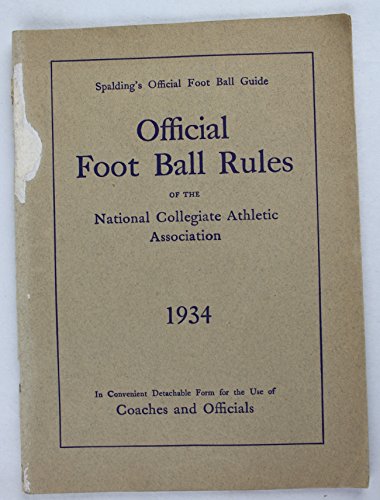 Spalding's Official Foot Ball Guide
Official
Foot Ball Rules
OF THE
National Collegiate Athletic
Association
1934
In Convenient Detachable Form for the Use of
Coaches and Officials